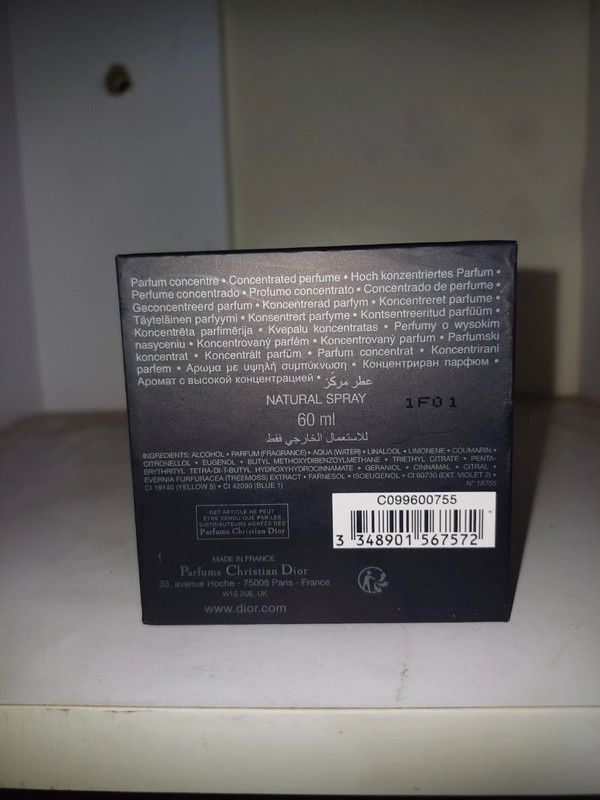 Parfum concentre • Concentrated perfume • Hoch konzentriertes Parfum •
Perfume concentrado • Profumo concentrato • Concentrado de perfume •
Geconcentreerd parfum • Koncentrerad parfym • Koncentreret parfume •
Täyteläinen parfyymi • Konsentrert parfyme • Kontsentreeritud parfüüm •
Koncentrēta parfimērija • Kvepalu koncentratas • Perfumy o wysokim
nasyceniu • Koncentrovaný parfém • Koncentrovaný parfum • Parfumski
koncentrat • Koncentrált parfüm • Parfum concentrat • Koncentrirani
parfem • Αρωμα με υψηλή συμπύκνωση • Концентриран парфюм •
Аромат с высокой концентрацией • عطر مركّز
NATURAL SPRAY
1F01
60 ml
للاستعمال الخارجي فقط
INGREDIENTS: ALCOHOL • PARFUM (FRAGRANCE) • AQUA (WATER) • LINALOOL • LIMONENE • COUMARIN •
CITRONELLOL • EUGENOL • BUTYL METHOXYDIBENZOYLMETHANE • TRIETHYL CITRATE • PENTA-
ERYTHRITYL TETRA-DI-T-BUTYL HYDROXYHYDROCINNAMATE • GERANIOL • CINNAMAL • CITRAL •
EVERNIA FURFURACEA (TREEMOSS) EXTRACT • FARNESOL • ISOEUGENOL • CI 60730 (EXT. VIOLET 2) •
CI 19140 (YELLOW 5) • CI 42090 (BLUE 1)
N° 15755
CET ARTICLE NE PEUT
ETRE VENDU QUE PAR LES
DISTRIBUTEURS AGRÉÉS DES
Parfums Christian Dior
C099600755
3 348901 567572
MADE IN FRANCE
Parfums Christian Dior
33, avenue Hoche - 75008 Paris - France
W1S 2UE, UK
www.dior.com